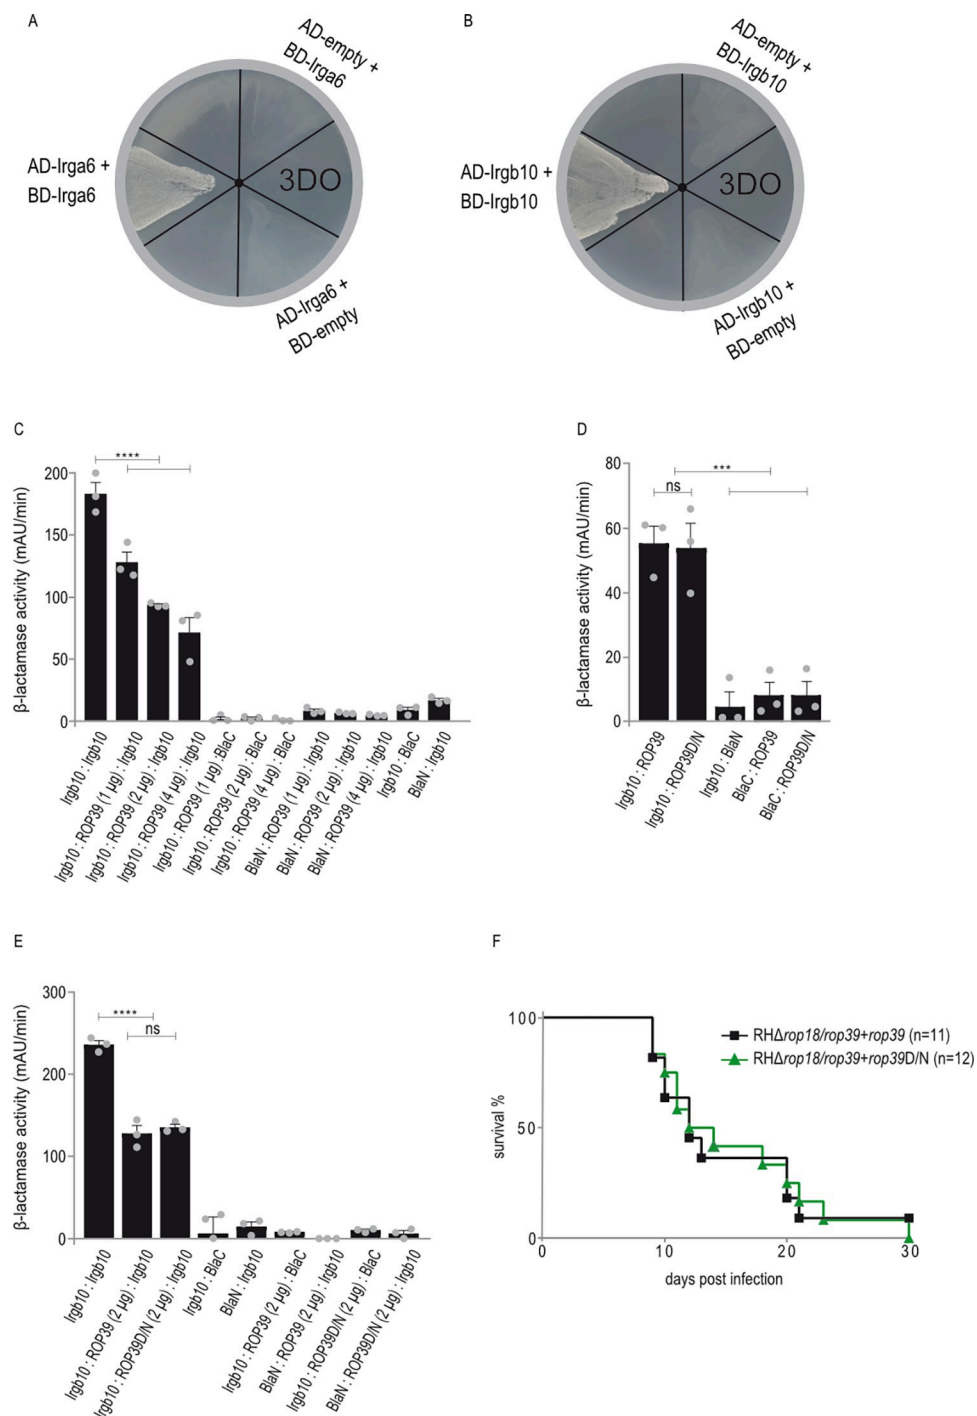 A
AD-empty +
BD-Irga6
AD-Irga6 +
BD-Irga6
3DO
AD-Irga6 +
BD-empty
B
AD-empty +
BD-Irgb10
AD-Irgb10 +
BD-Irgb10
3DO
AD-Irgb10 +
BD-empty
C
β-lactamase activity (mAU/min)
200
150
100
50
0
****
Irgb10 : Irgb10
Irgb10 : ROP39 (1 µg) : Irgb10
Irgb10 : ROP39 (2 µg) : Irgb10
Irgb10 : ROP39 (4 µg) : Irgb10
Irgb10 : ROP39 (1 µg) : BlaC
Irgb10 : ROP39 (2 µg) : BlaC
Irgb10 : ROP39 (4 µg) : BlaC
BlaN : ROP39 (1 µg) : Irgb10
BlaN : ROP39 (2 µg) : Irgb10
BlaN : ROP39 (4 µg) : Irgb10
Irgb10 : BlaC
BlaN : Irgb10
D
β-lactamase activity (mAU/min)
80
60
40
20
0
***
ns
Irgb10 : ROP39
Irgb10 : ROP39D/N
Irgb10 : BlaN
BlaC : ROP39
BlaC : ROP39D/N
E
β-lactamase activity (mAU/min)
300
200
100
0
****
ns
Irgb10 : Irgb10
Irgb10 : ROP39 (2 µg) : Irgb10
Irgb10 : ROP39D/N (2 µg) : Irgb10
Irgb10 : BlaC
BlaN : Irgb10
Irgb10 : ROP39 (2 µg) : BlaC
BlaN : ROP39 (2 µg) : Irgb10
Irgb10 : ROP39D/N (2 µg) : BlaC
BlaN : ROP39D/N (2 µg) : Irgb10
F
survival %
100
50
0
RHΔrop18/rop39+rop39 (n=11)
RHΔrop18/rop39+rop39D/N (n=12)
0 10 20 30
days post infection